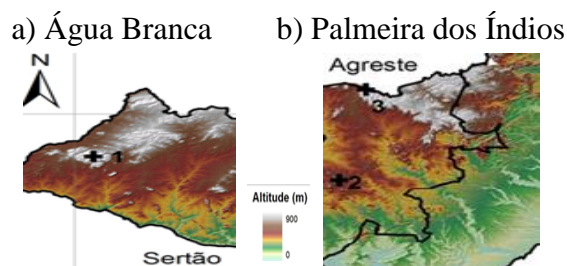 a) Água Branca
b) Palmeira dos Índios
N
1
Sertão
Altitude (m)
900
0
Agreste
3
2